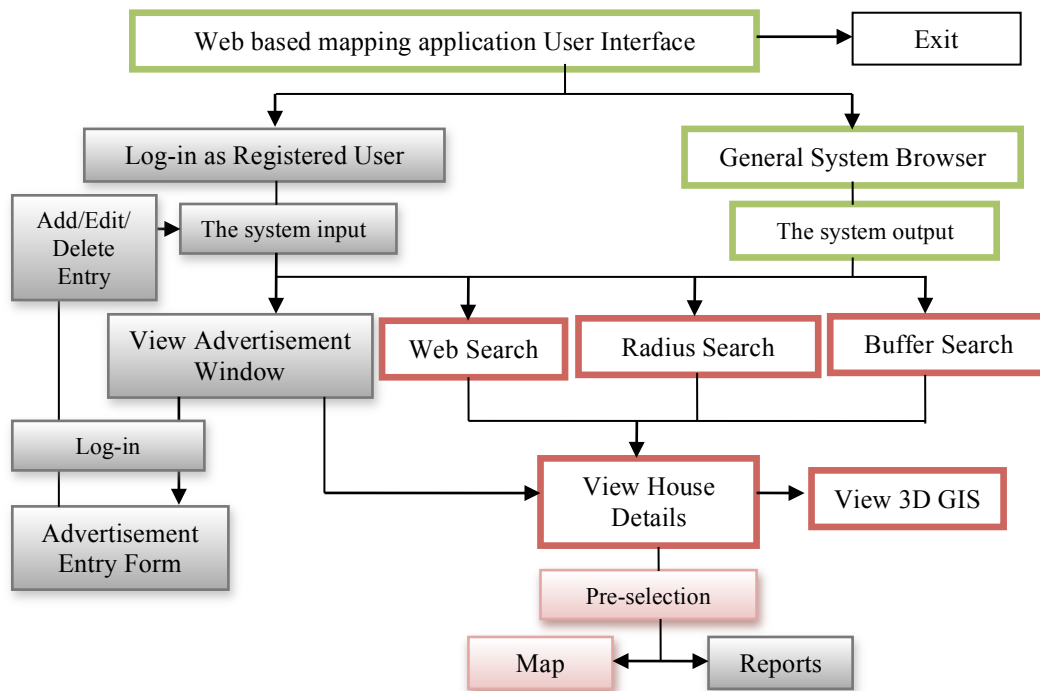 Web based mapping application User Interface
Exit
Log-in as Registered User
General System Browser
Add/Edit/
Delete
Entry
The system input
The system output
View Advertisement
Window
Web Search
Radius Search
Buffer Search
Log-in
View House
Details
View 3D GIS
Advertisement
Entry Form
Pre-selection
Map
Reports